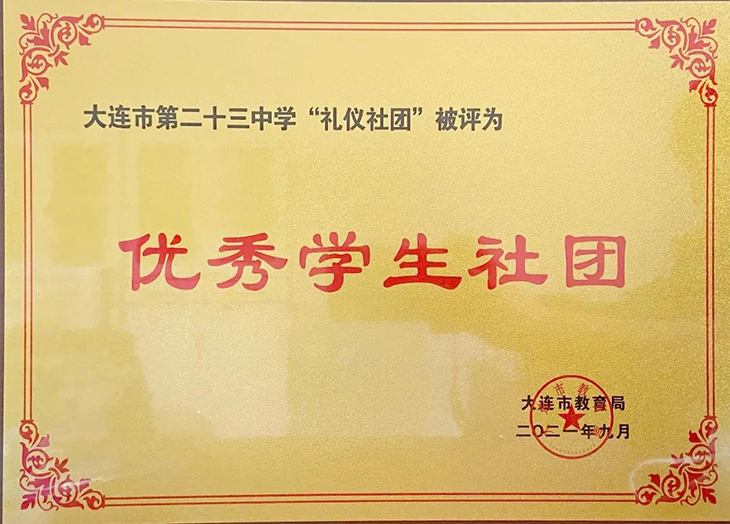 大连市第二十三中学“礼仪社团”被评为
优秀学生社团
大连市教育局
二〇二一年九月